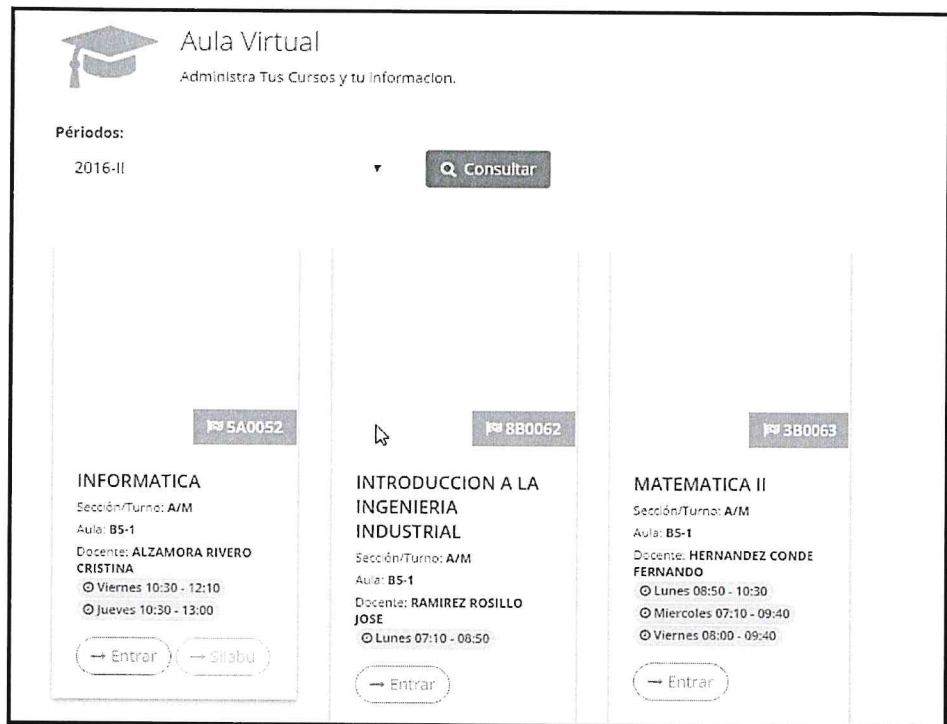 Aula Virtual
Administra Tus Cursos y tu informacion.
Périodos:
2016-II
Consultar
5A0052
INFORMATICA
Sección/Turno: A/M
Aula: B5-1
Docente: ALZAMORA RIVERO
CRISTINA
Viernes 10:30 - 12:10
Jueves 10:30 - 13:00
Entrar
Silabu
8B0062
INTRODUCCION A LA
INGENIERIA
INDUSTRIAL
Sección/Turno: A/M
Aula: B5-1
Docente: RAMIREZ ROSILLO
JOSE
Lunes 07:10 - 08:50
Entrar
3B0063
MATEMATICA II
Sección/Turno: A/M
Aula: B5-1
Docente: HERNANDEZ CONDE
FERNANDO
Lunes 08:50 - 10:30
Miercoles 07:10 - 09:40
Viernes 08:00 - 09:40
Entrar